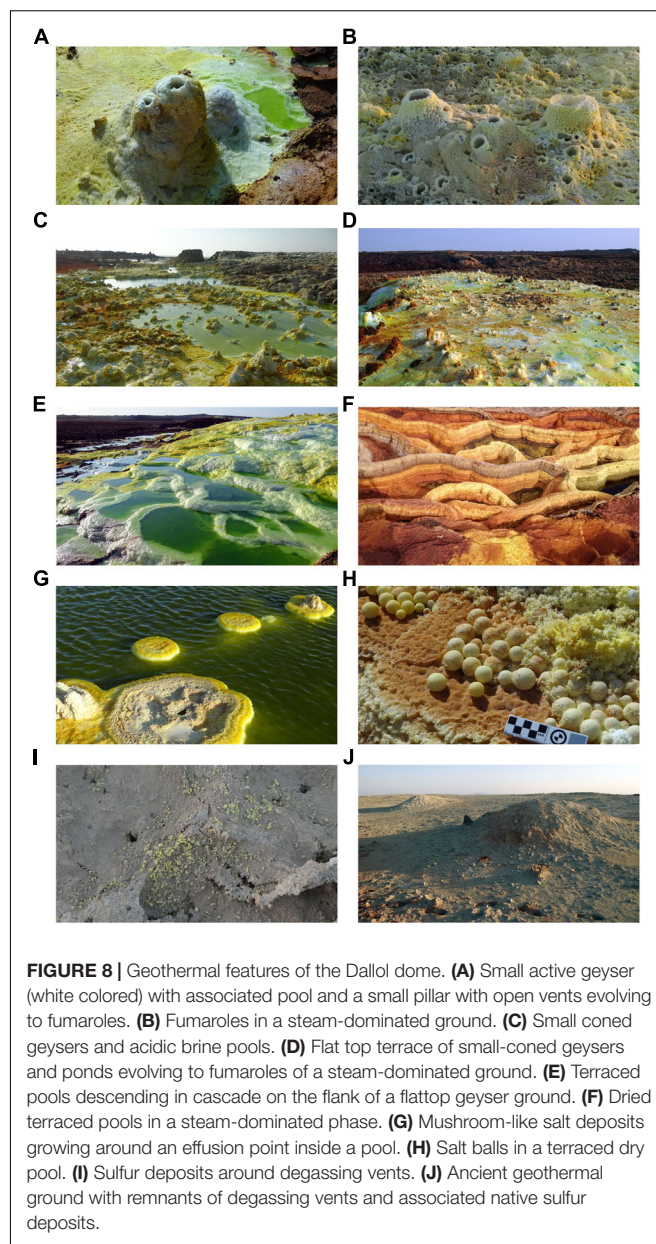 A
B
C
D
E
F
G
H
I
J
FIGURE 8 | Geothermal features of the Dallol dome. (A) Small active geyser
(white colored) with associated pool and a small pillar with open vents evolving
to fumaroles. (B) Fumaroles in a steam-dominated ground. (C) Small coned
geysers and acidic brine pools. (D) Flat top terrace of small-coned geysers
and ponds evolving to fumaroles of a steam-dominated ground. (E) Terraced
pools descending in cascade on the flank of a flattop geyser ground. (F) Dried
terraced pools in a steam-dominated phase. (G) Mushroom-like salt deposits
growing around an effusion point inside a pool. (H) Salt balls in a terraced dry
pool. (I) Sulfur deposits around degassing vents. (J) Ancient geothermal
ground with remnants of degassing vents and associated native sulfur
deposits.